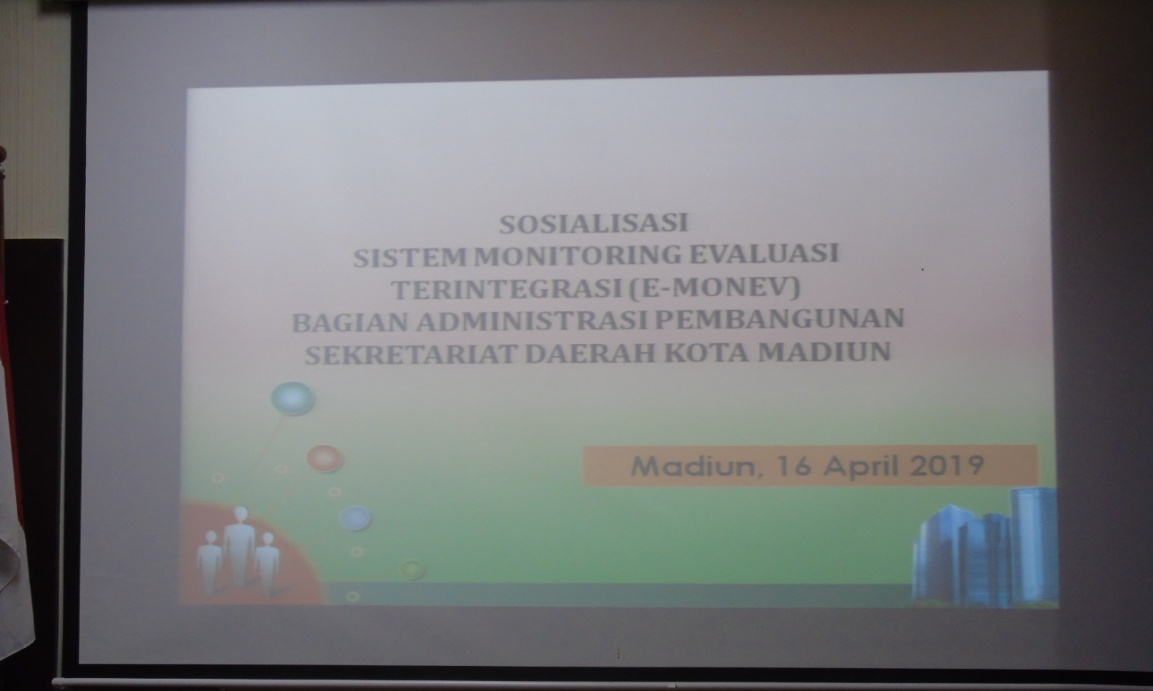 SOSIALISASI
SISTEM MONITORING EVALUASI
TERINTEGRASI (E-MONEV)
BAGIAN ADMINISTRASI PEMBANGUNAN
SEKRETARIAT DAERAH KOTA MADIUN
Madiun, 16 April 2019